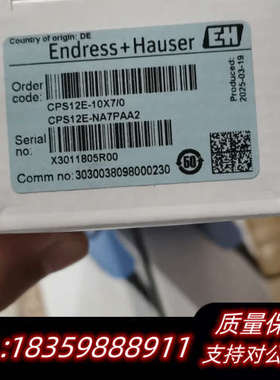 Country of origin: DE
Endress+Hauser EH
Order code:
CPS12E-10X7/0
CPS12E-NA7PAA2
Serial no.:
X3011805R00
Comm no: 3030038098000230
Produced:
2025-03-19
60
质量保
:18359888911
支持对公